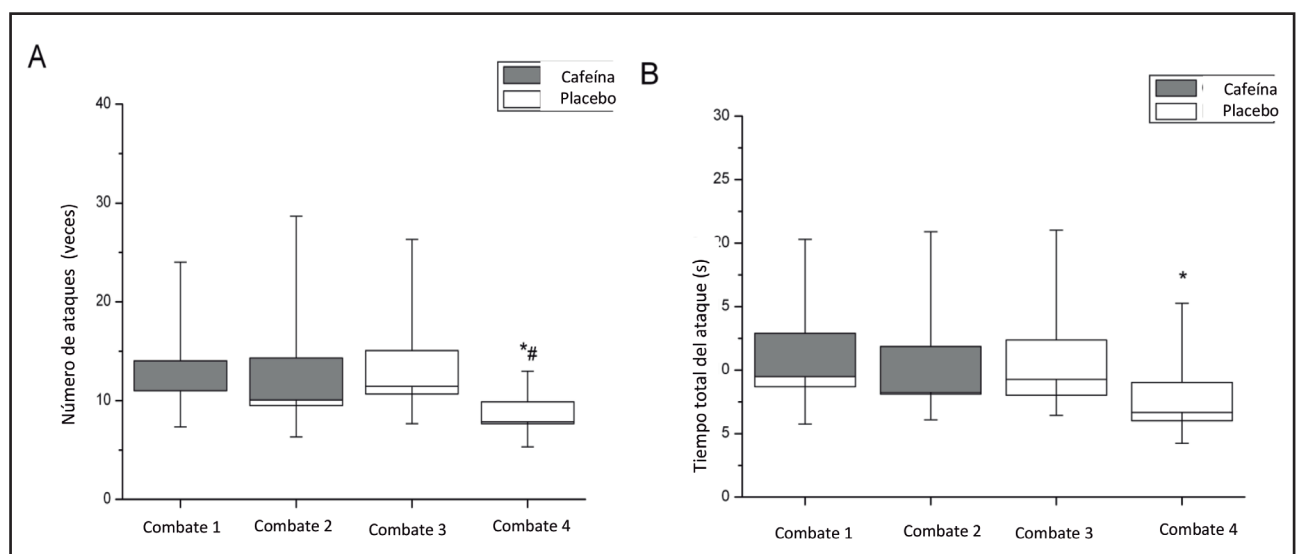 A
Cafeína
Placebo
40
30
20
10
0
Número de ataques (veces)
*#
Combate 1
Combate 2
Combate 3
Combate 4
B
Cafeína
Placebo
30
25
20
5
0
5
0
Tiempo total del ataque (s)
*
Combate 1
Combate 2
Combate 3
Combate 4